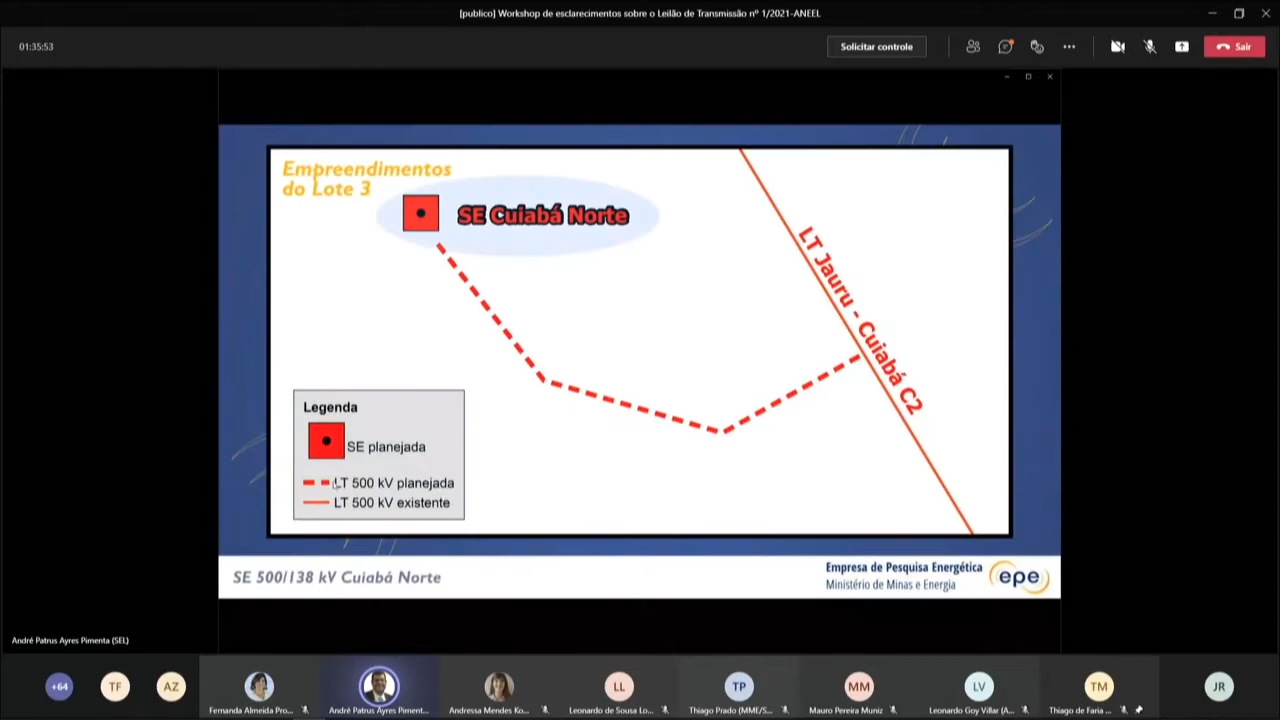 [publico] Workshop de esclarecimentos sobre o Leilão de Transmissão nº 1/2021-ANEEL
01:35:53
Solicitar controle
Sair
Empreendimentos
do Lote 3
SE Cuiabá Norte
LT Jauru - Cuiabá C2
Legenda
SE planejada
LT 500 kV planejada
LT 500 kV existente
SE 500/138 kV Cuiabá Norte
Empresa de Pesquisa Energética
Ministério de Minas e Energia
epe
André Patrus Ayres Pimenta (SEL)
+64
TF
AZ
LL
TP
MM
LV
TM
JR
Fernanda Almeida Pro...
André Patrus Ayres Piment...
Andressa Mendes Ko...
Leonardo de Sousa Lo...
Thiago Prado (MME/S...
Mauro Pereira Muniz
Leonardo Goy Villar (A...
Thiago de Faria ...